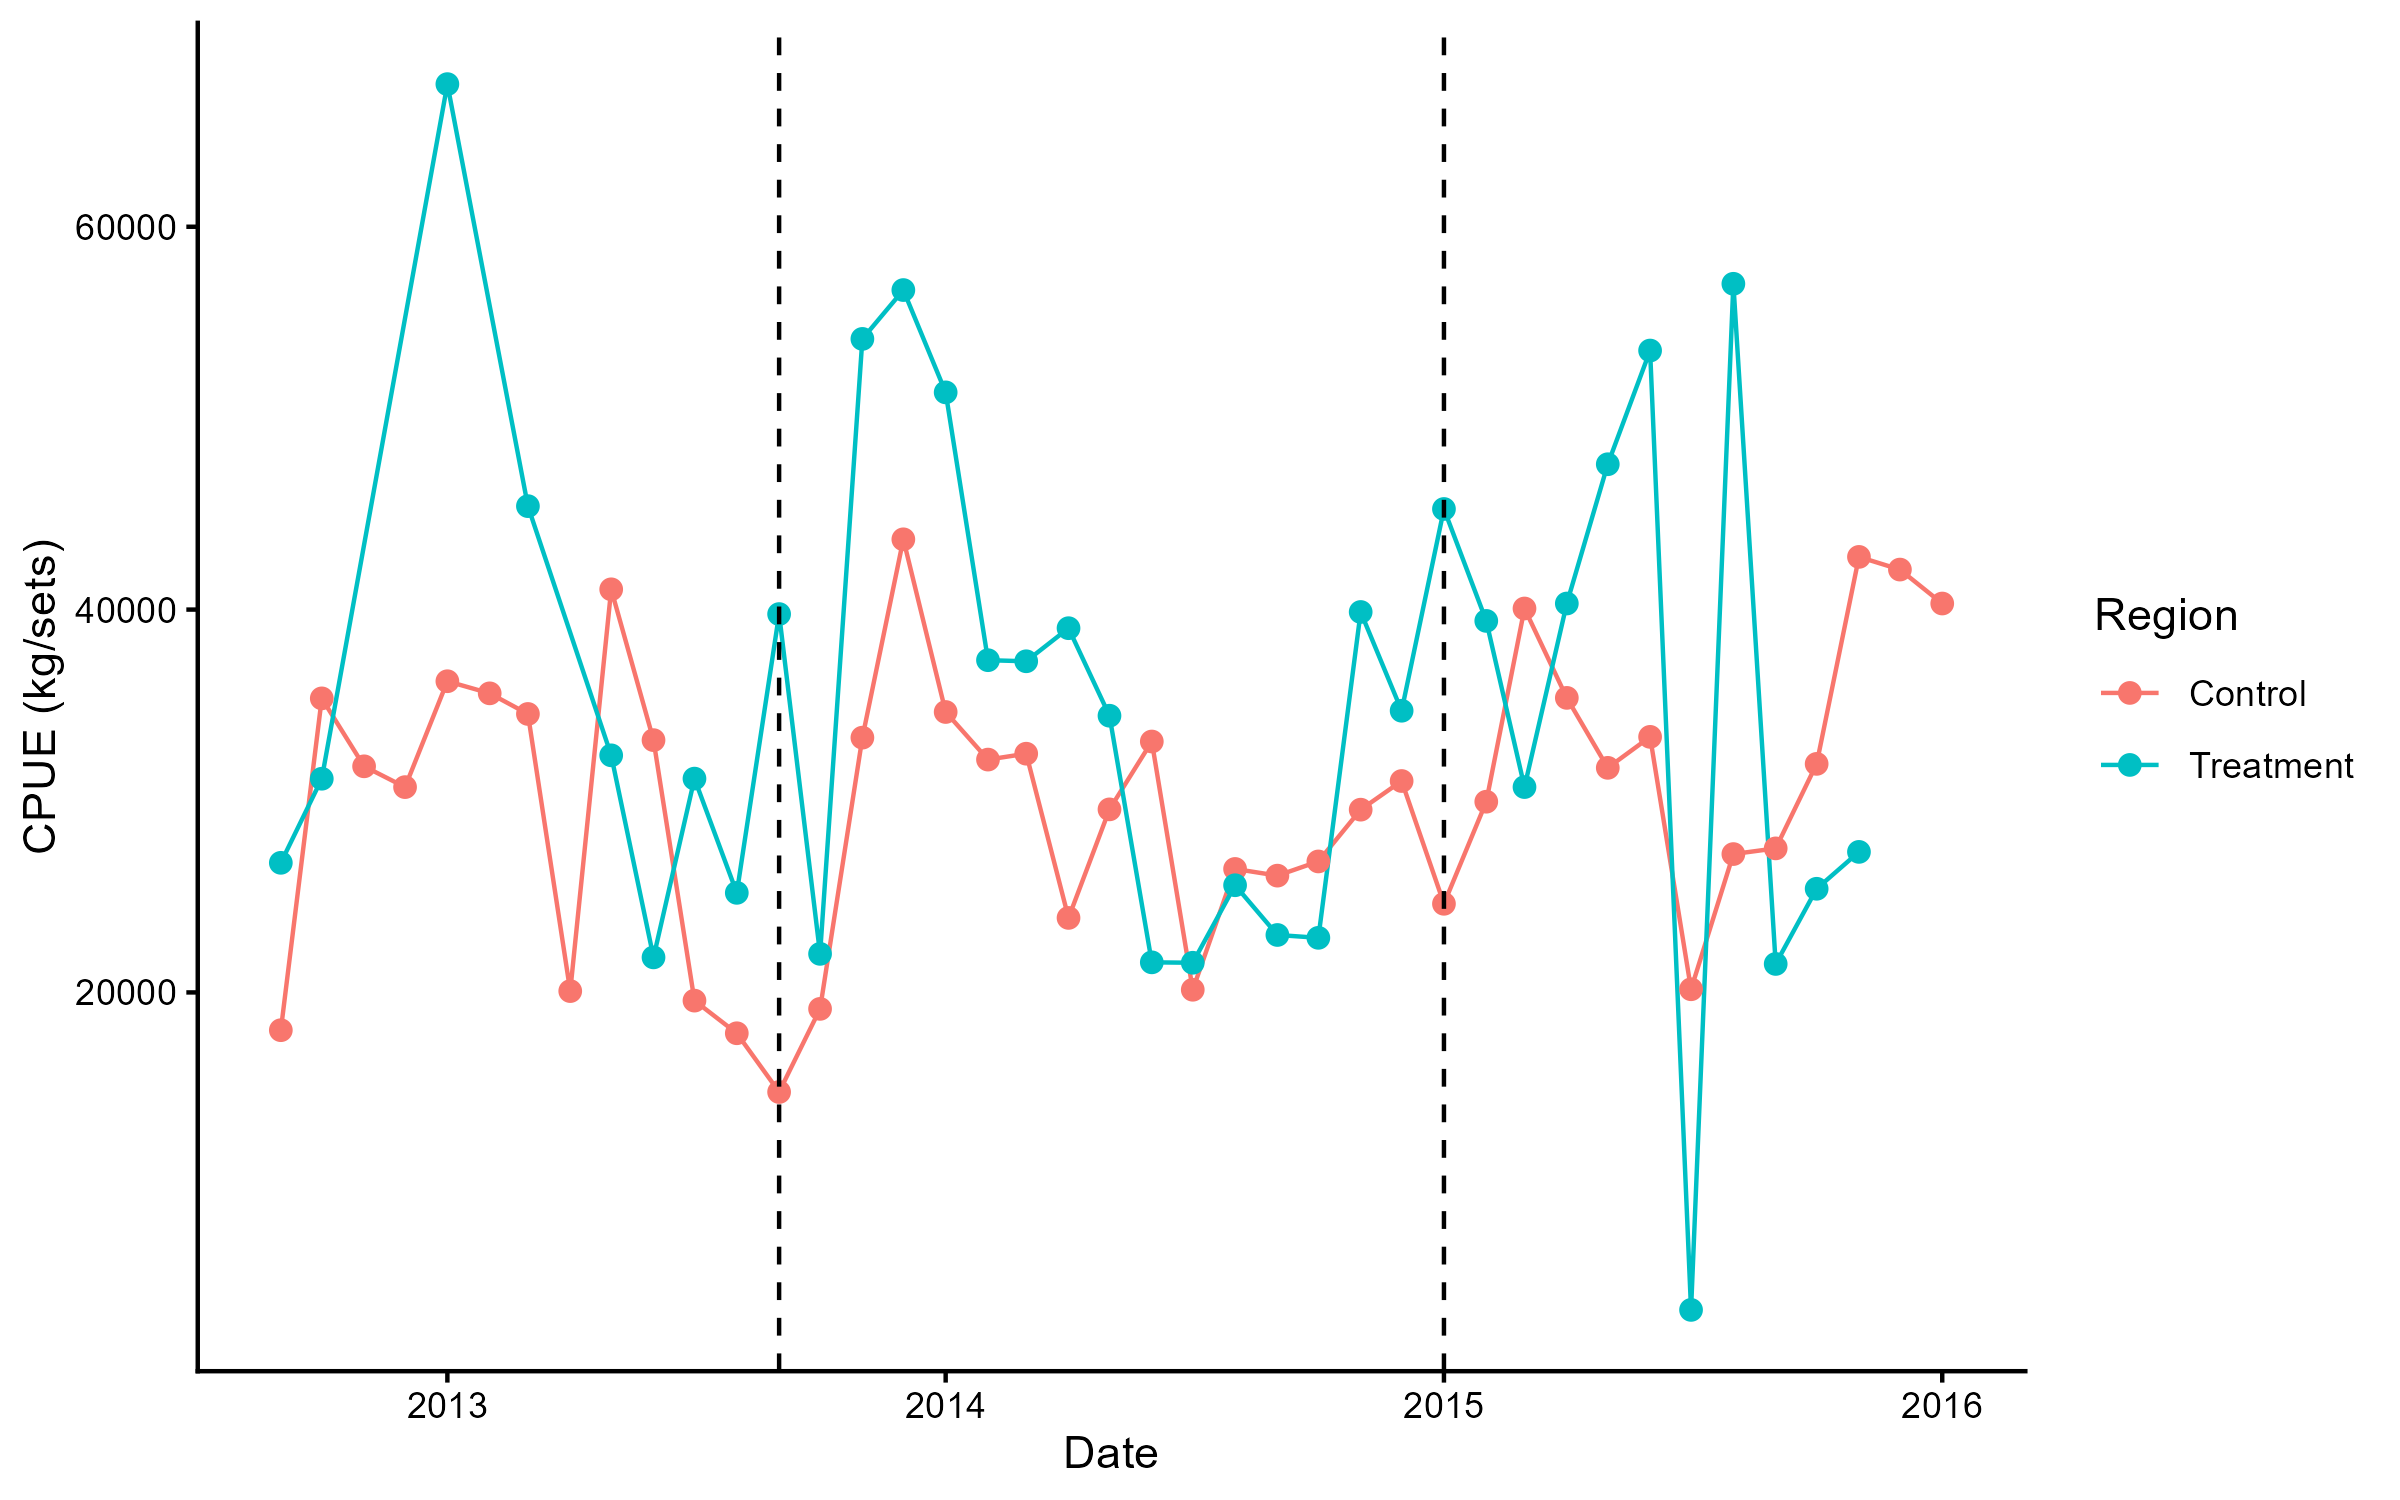 CPUE (kg/sets)
60000
40000
20000
2013
2014
2015
2016
Date
Region
Control
Treatment